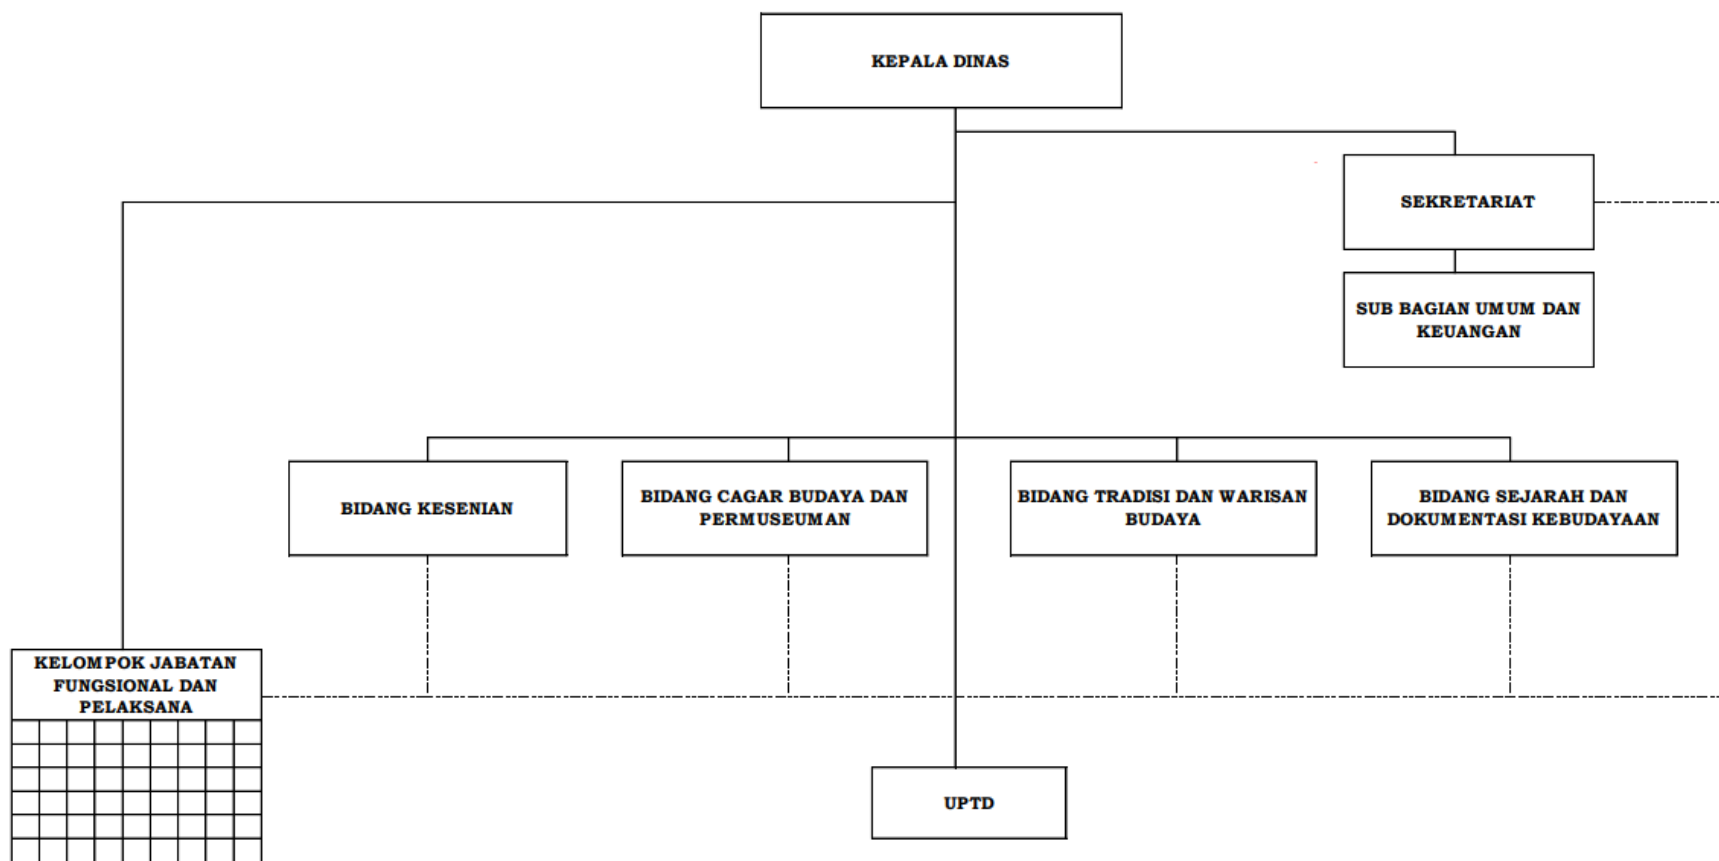 KEPALA DINAS
SEKRETARIAT
SUB BAGIAN UMUM DAN
KEUANGAN
BIDANG KESENIAN
BIDANG CAGAR BUDAYA DAN
PERMUSEUMAN
BIDANG TRADISI DAN WARISAN
BUDAYA
BIDANG SEJARAH DAN
DOKUMENTASI KEBUDAYAAN
KELOMPOK JABATAN
FUNGSIONAL DAN
PELAKSANA
UPTD